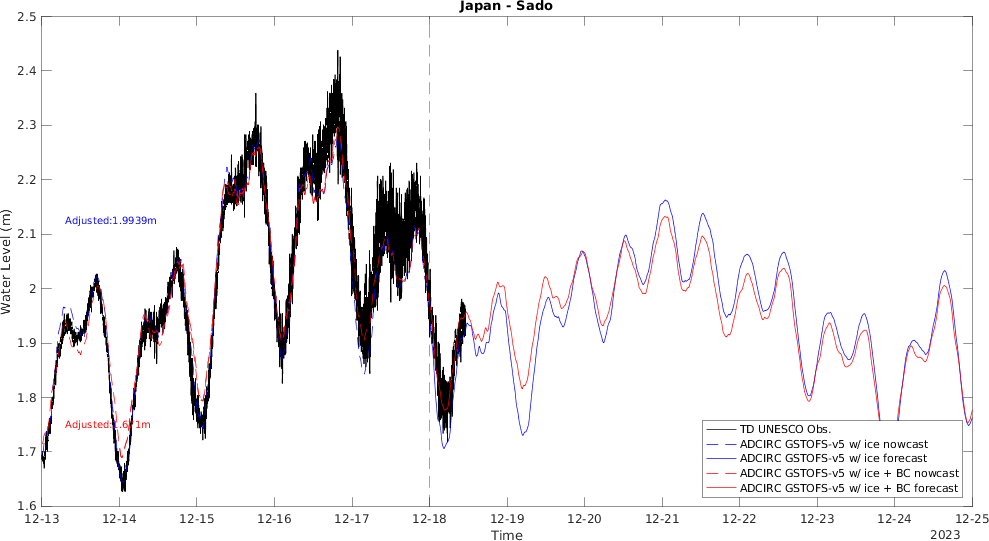 Japan - Sado
2.5
2.4
2.3
2.2
2.1
2
1.9
1.8
1.7
1.6
Water Level (m)
Adjusted:1.9939m
TD UNESCO Obs.
ADCIRC GSTOFS-v5 w/ ice nowcast
ADCIRC GSTOFS-v5 w/ ice forecast
ADCIRC GSTOFS-v5 w/ ice + BC nowcast
ADCIRC GSTOFS-v5 w/ ice + BC forecast
12-13 12-14 12-15 12-16 12-17 12-18 12-19 12-20 12-21 12-22 12-23 12-24 12-25
Time
2023